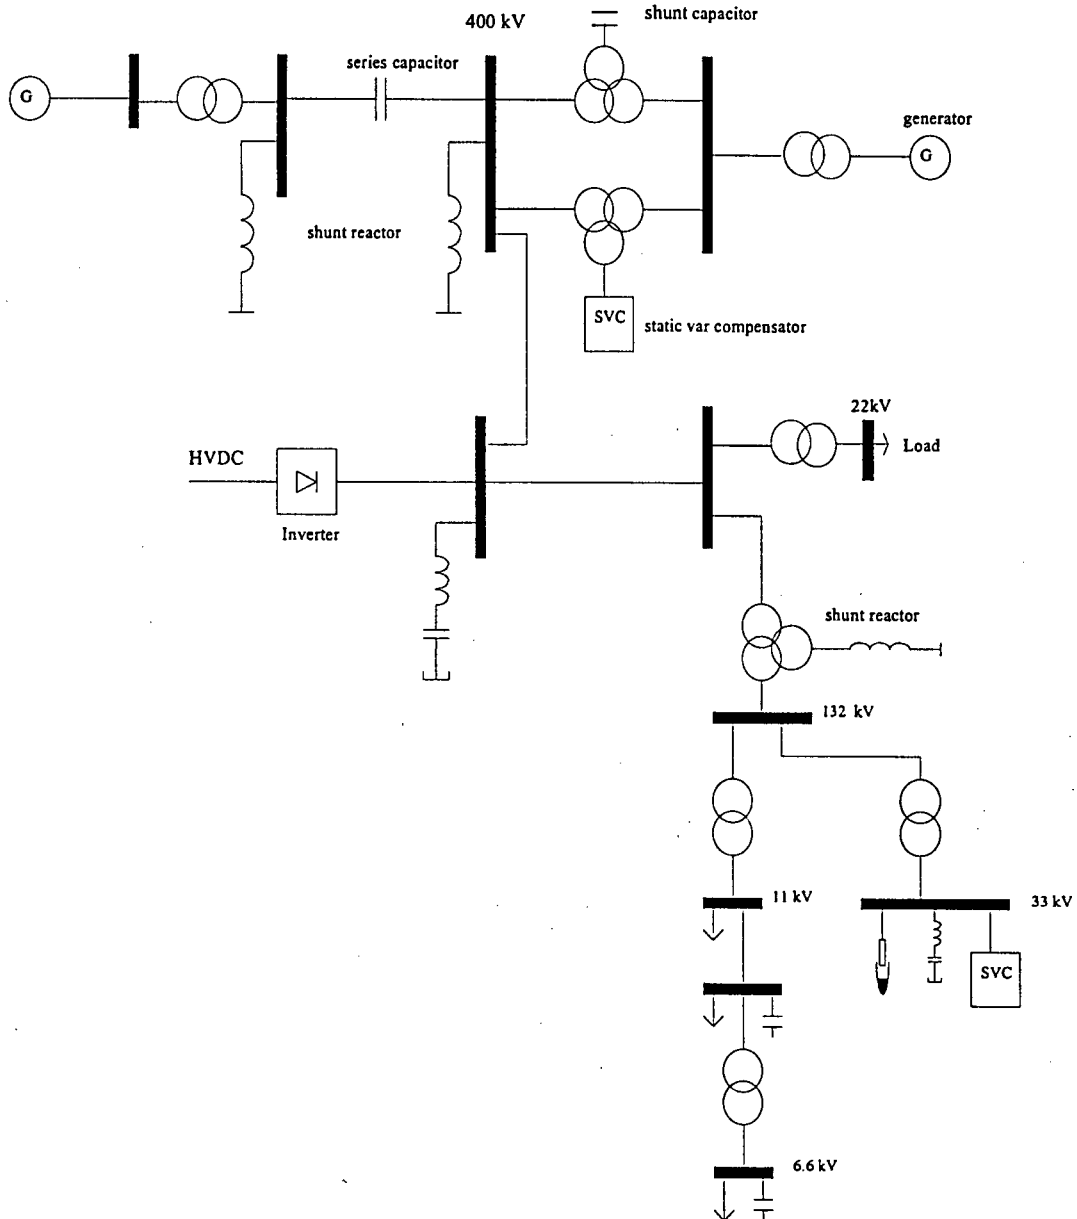 shunt capacitor
400 kV
series capacitor
G
generator
G
shunt reactor
SVC
static var compensator
22kV
Load
HVDC
Inverter
shunt reactor
132 kV
11 kV
33 kV
SVC
6.6 kV